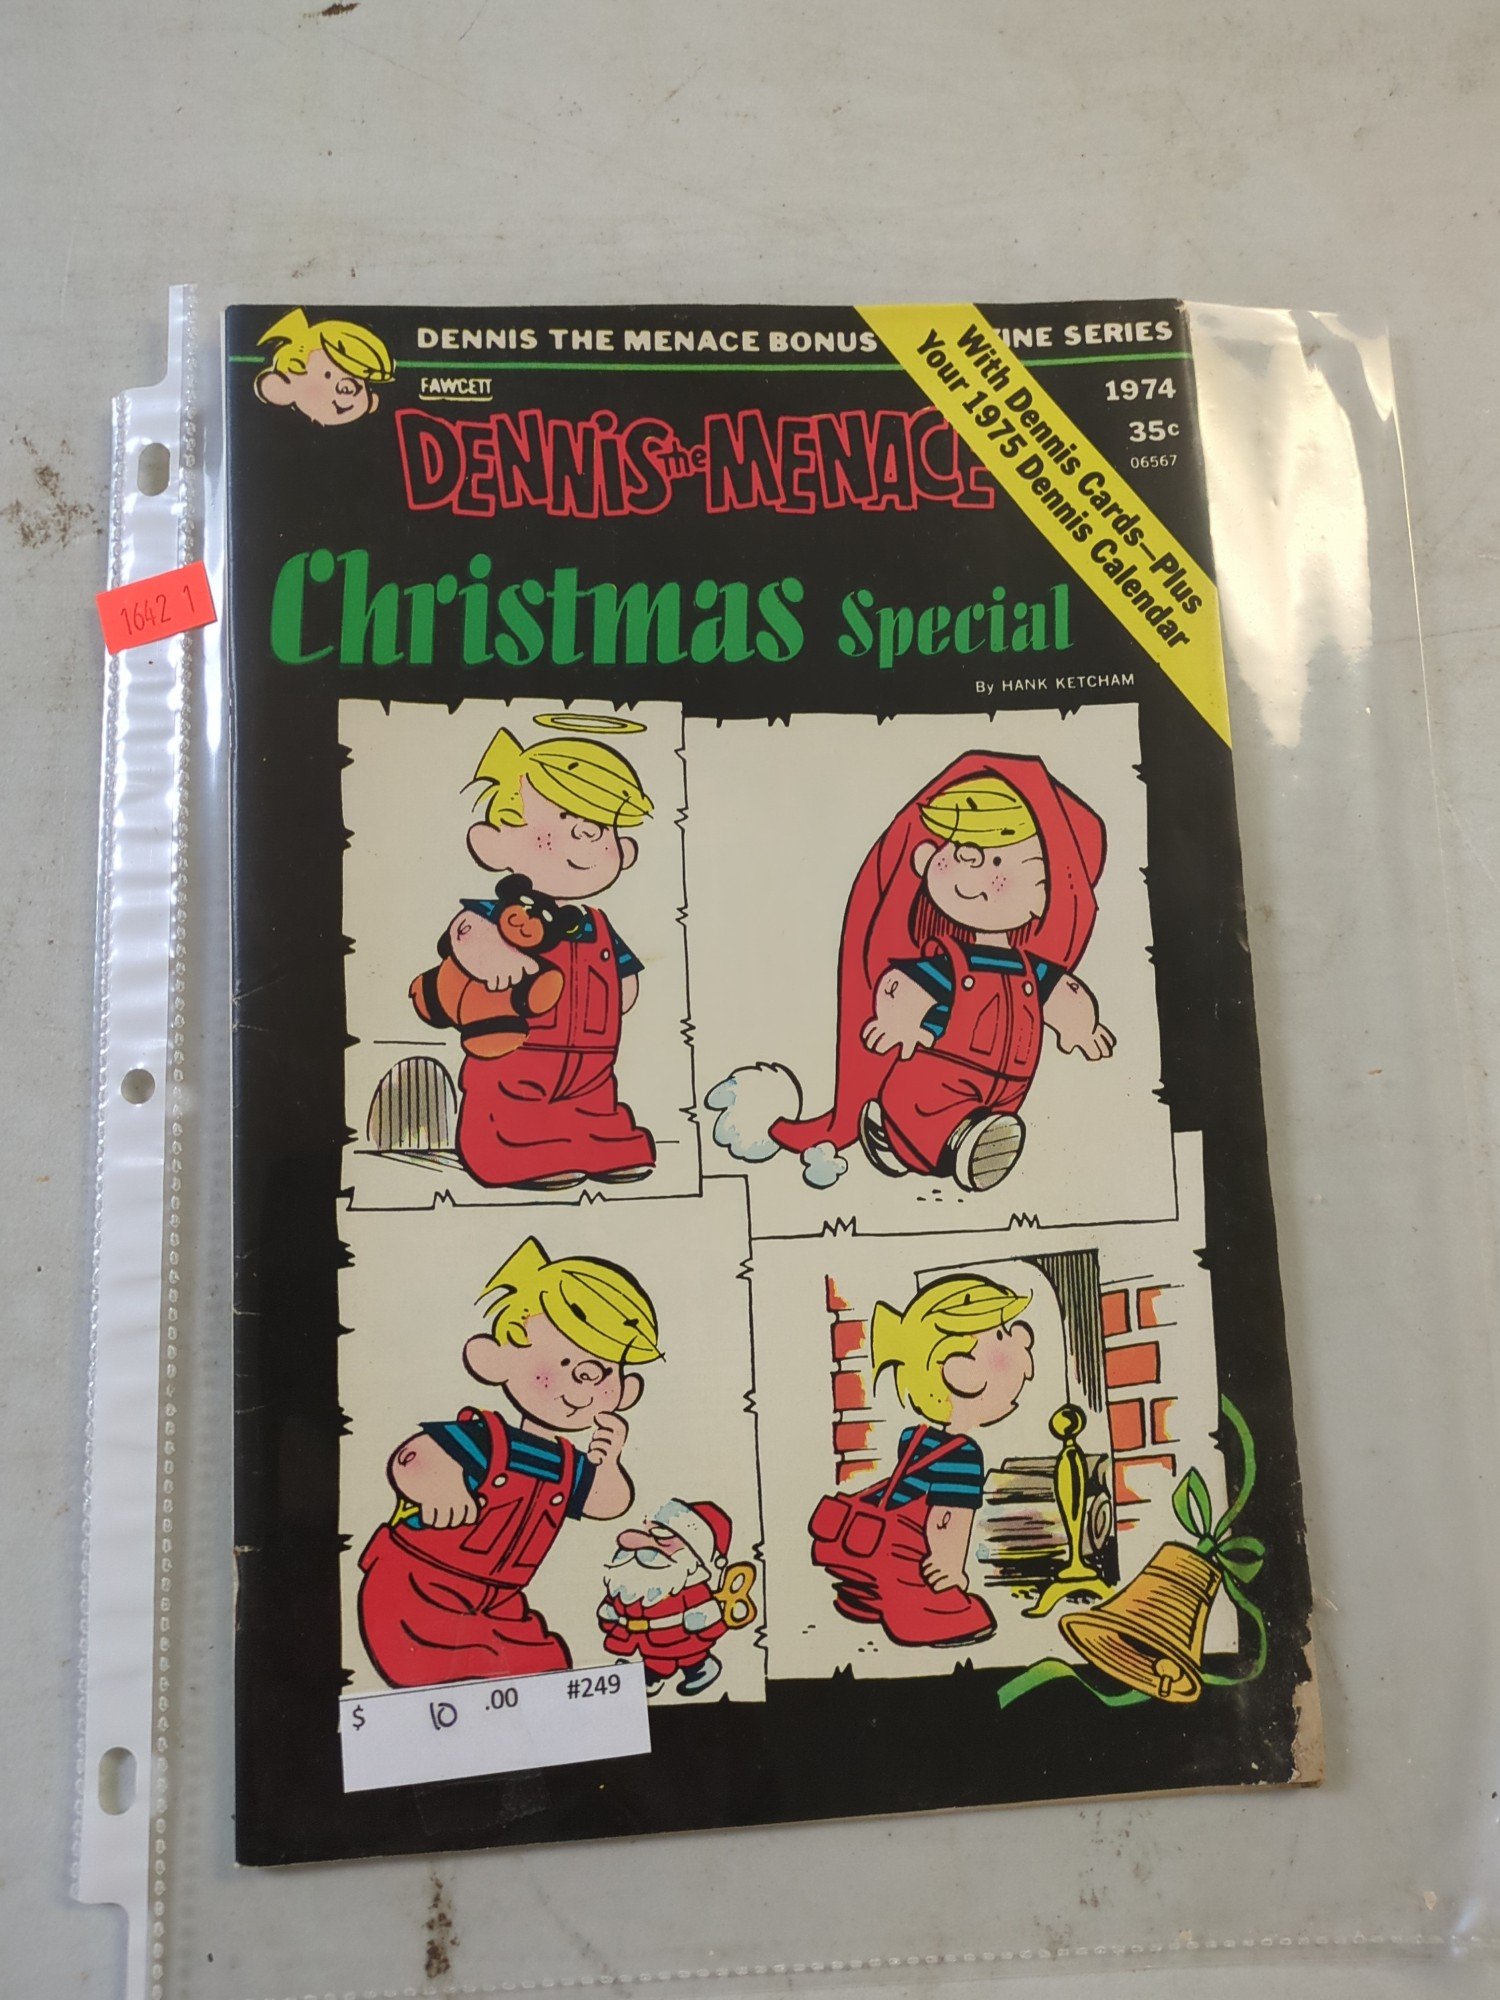 DENNIS THE MENACE BONUS INE SERIES
FAWCETT
DENNIS the MENACE
With Dennis Cards—Plus
Your 1975 Dennis Calendar
1974
35c
06567
Christmas Special
By HANK KETCHAM
1642 1
$ 10 .00 #249